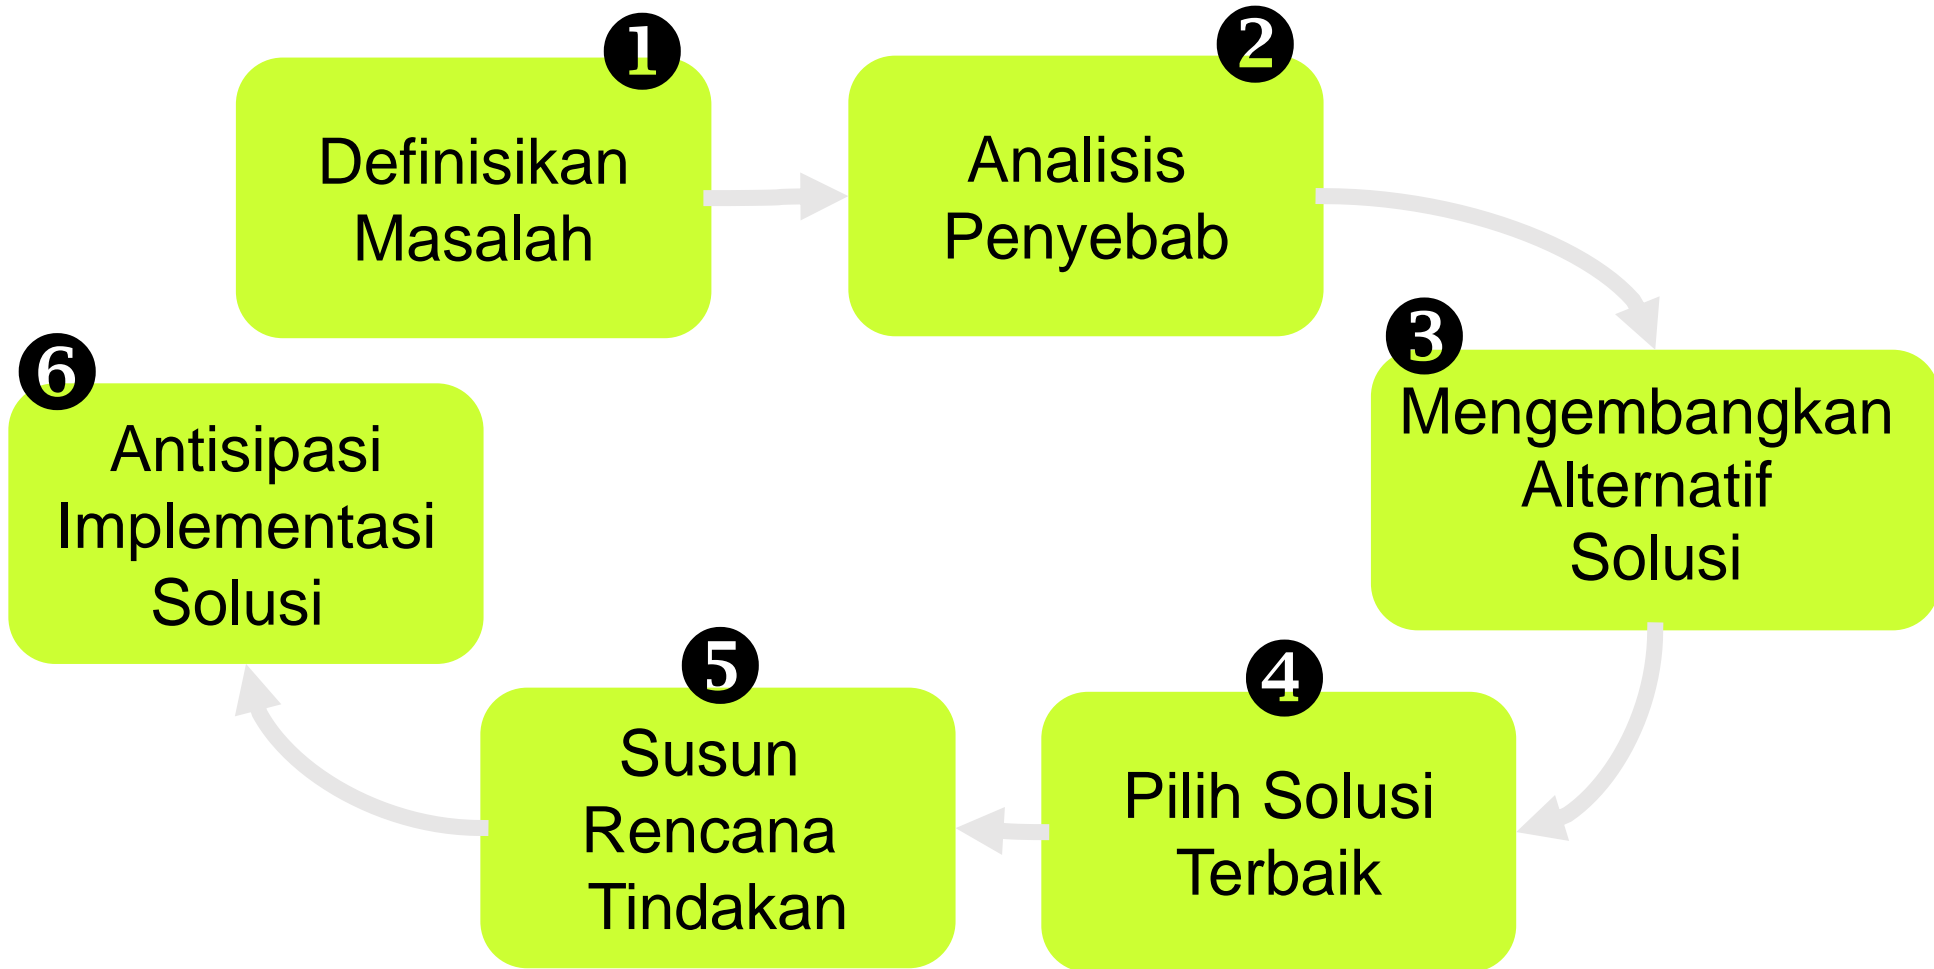 1
Definisikan
Masalah
2
Analisis
Penyebab
3
Mengembangkan
Alternatif
Solusi
4
Pilih Solusi
Terbaik
5
Susun
Rencana
Tindakan
6
Antisipasi
Implementasi
Solusi